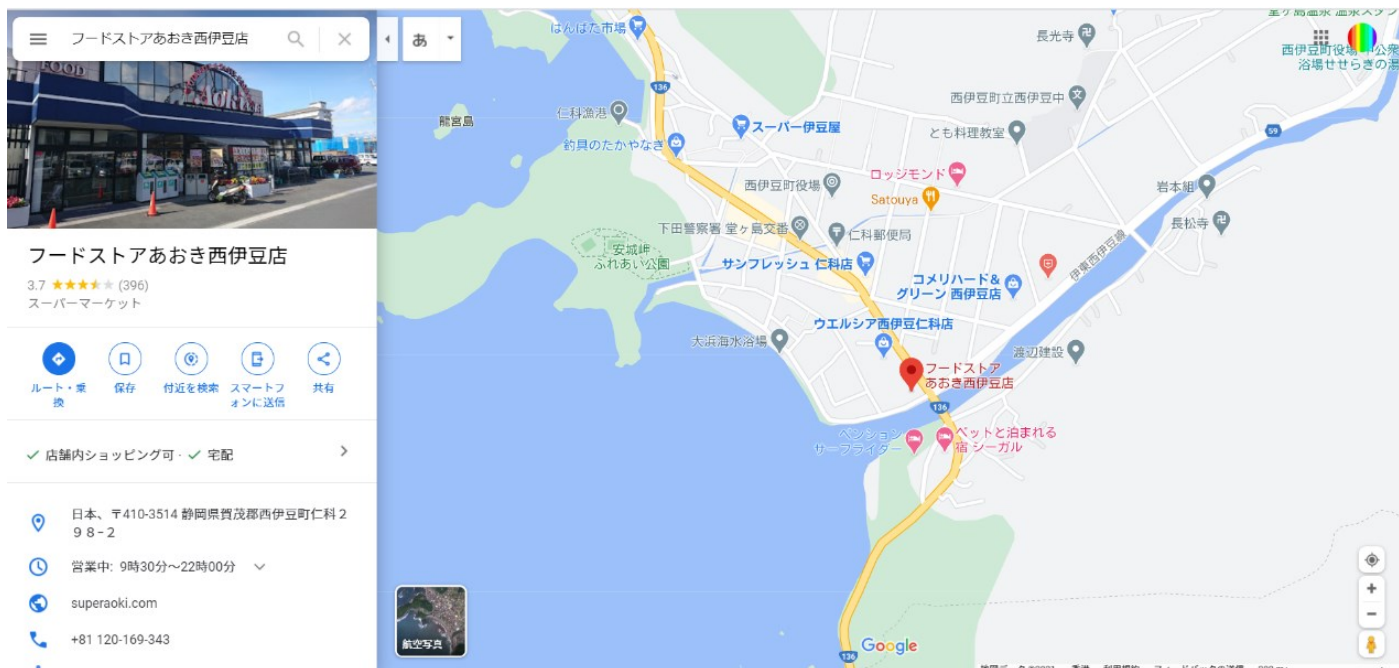 フードストアあおき西伊豆店
あ
FOOD
Aoki
フードストアあおき西伊豆店
3.7 (396)
スーパーマーケット
ルート・乗換
保存
付近を検索
スマートフォンに送信
共有
店舗内ショッピング可 · 宅配
日本、〒410-3514 静岡県賀茂郡西伊豆町仁科2
98-2
営業中: 9時30分～22時00分
superaoki.com
+81 120-169-343
はんばた市場
長光寺
堂ヶ島温泉
西伊豆町役場
浴場せせらぎの湯
136
西伊豆町立西伊豆中
仁科漁港
龍宮島
スーパー伊豆屋
とも料理教室
59
釣具のたかやなぎ
ロッジモンド
西伊豆町役場
Satouya
岩本組
長松寺
下田警察署 堂ヶ島交番
仁科郵便局
安城岬
ふれあい公園
サンフレッシュ 仁科店
伊東西伊豆線
コメリハード&
グリーン 西伊豆店
ウエルシア西伊豆仁科店
大浜海水浴場
渡辺建設
フードストア
あおき西伊豆店
136
ペンション
サーフライダー
ペットと泊まれる
宿 シーガル
航空写真
136
Google